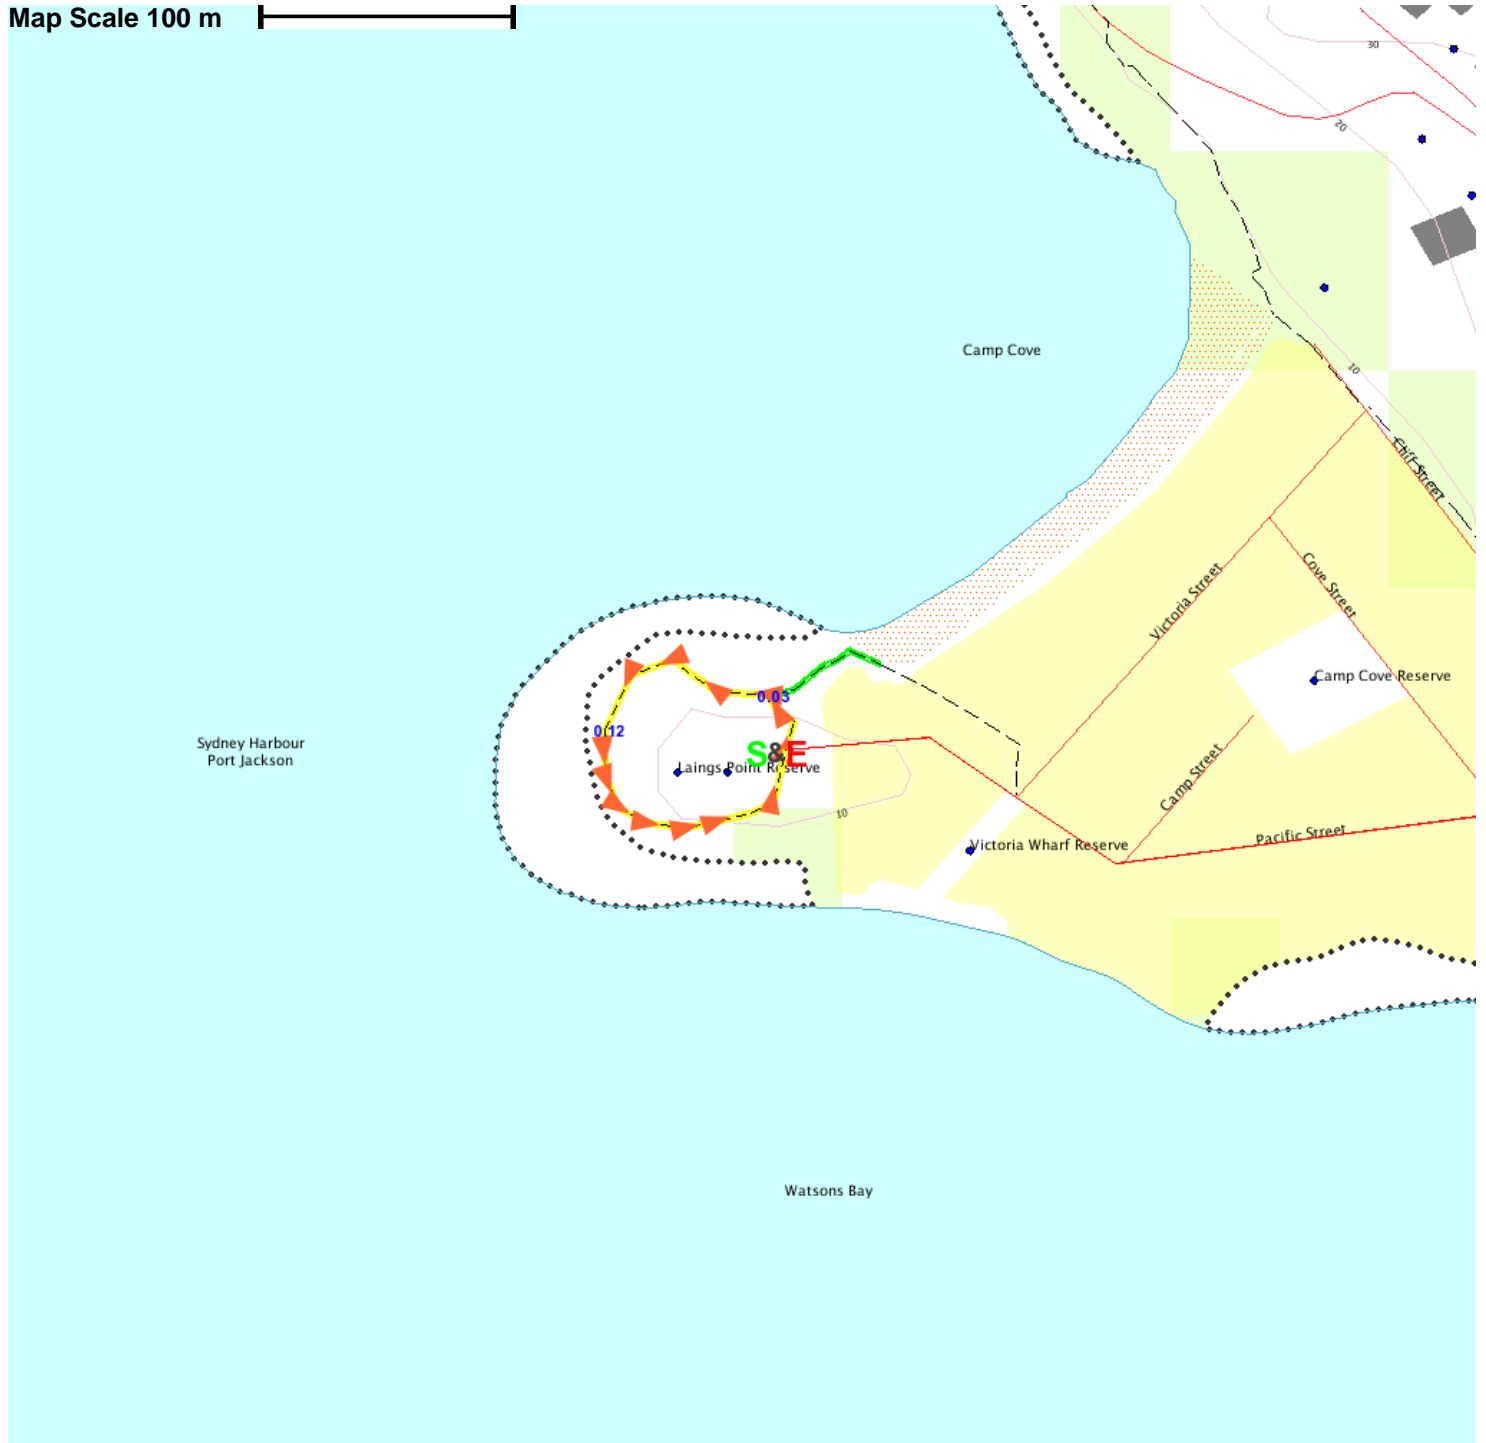 Map Scale 100 m
30
20
Camp Cove
10
Cliff Street
Cove Street
Victoria Street
Camp Cove Reserve
0.03
0.12
Sydney Harbour
Port Jackson
S&E
Laings Point Reserve
Camp Street
10
Pacific Street
Victoria Wharf Reserve
Watsons Bay